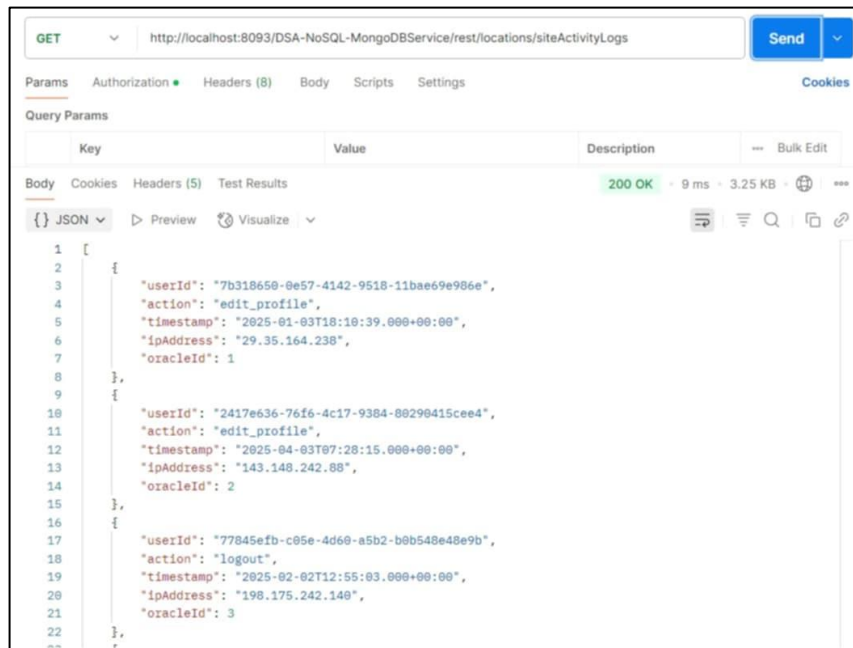 GET http://localhost:8093/DSA-NoSQL-MongoDBService/rest/locations/siteActivityLogs Send
Params Authorization Headers (8) Body Scripts Settings Cookies
Query Params
Key Value Description Bulk Edit
Body Cookies Headers (5) Test Results 200 OK 9 ms 3.25 KB
{} JSON Preview Visualize
1 [
2 {
3 "userId": "7b318650-0e57-4142-9518-11bae69e986e",
4 "action": "edit_profile",
5 "timestamp": "2025-01-03T18:10:39.000+00:00",
6 "ipAddress": "29.35.164.238",
7 "oracleId": 1
8 },
9 {
10 "userId": "2417e636-76f6-4c17-9384-80290415cee4",
11 "action": "edit_profile",
12 "timestamp": "2025-04-03T07:28:15.000+00:00",
13 "ipAddress": "143.148.242.88",
14 "oracleId": 2
15 },
16 {
17 "userId": "77845efb-c05e-4d60-a5b2-b0b548e48e9b",
18 "action": "logout",
19 "timestamp": "2025-02-02T12:55:03.000+00:00",
20 "ipAddress": "198.175.242.140",
21 "oracleId": 3
22 },